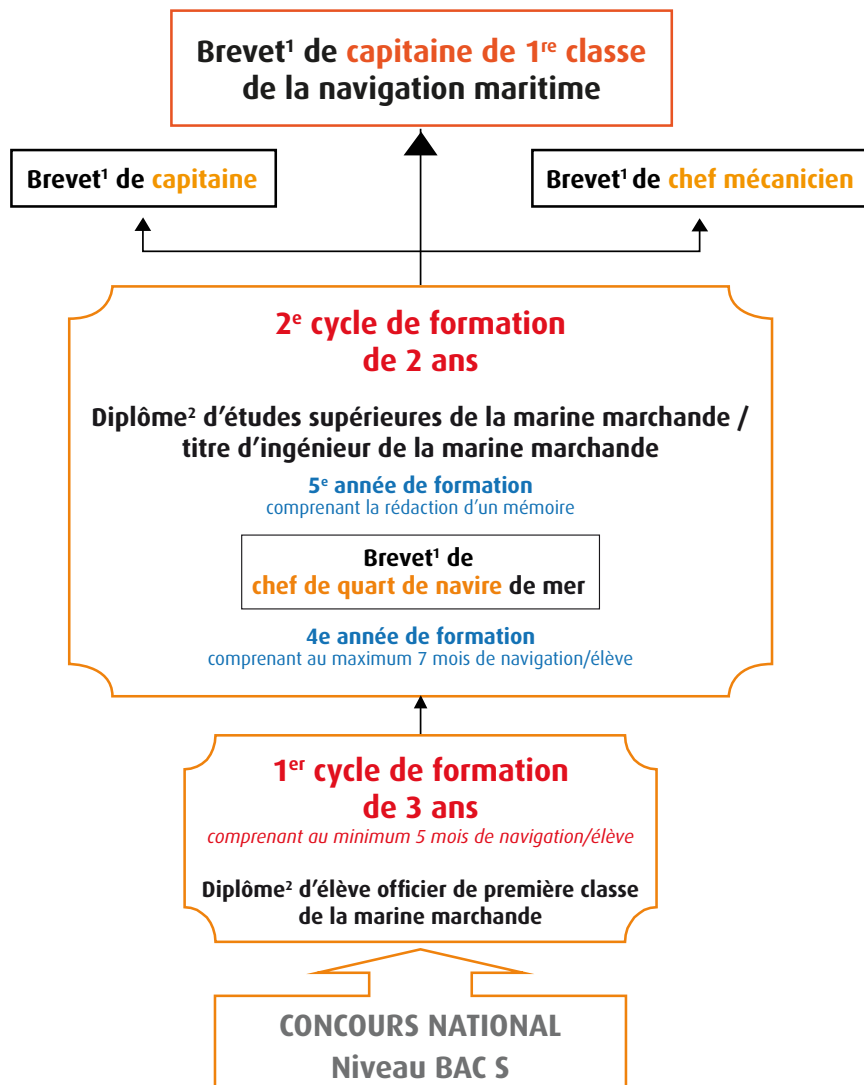 Brevet¹ de capitaine de 1re classe
de la navigation maritime
Brevet¹ de capitaine
Brevet¹ de chef mécanicien
2e cycle de formation
de 2 ans
Diplôme² d'études supérieures de la marine marchande /
titre d'ingénieur de la marine marchande
5e année de formation
comprenant la rédaction d'un mémoire
Brevet¹ de
chef de quart de navire de mer
4e année de formation
comprenant au maximum 7 mois de navigation/élève
1er cycle de formation
de 3 ans
comprenant au minimum 5 mois de navigation/élève
Diplôme² d'élève officier de première classe
de la marine marchande
CONCOURS NATIONAL
Niveau BAC S